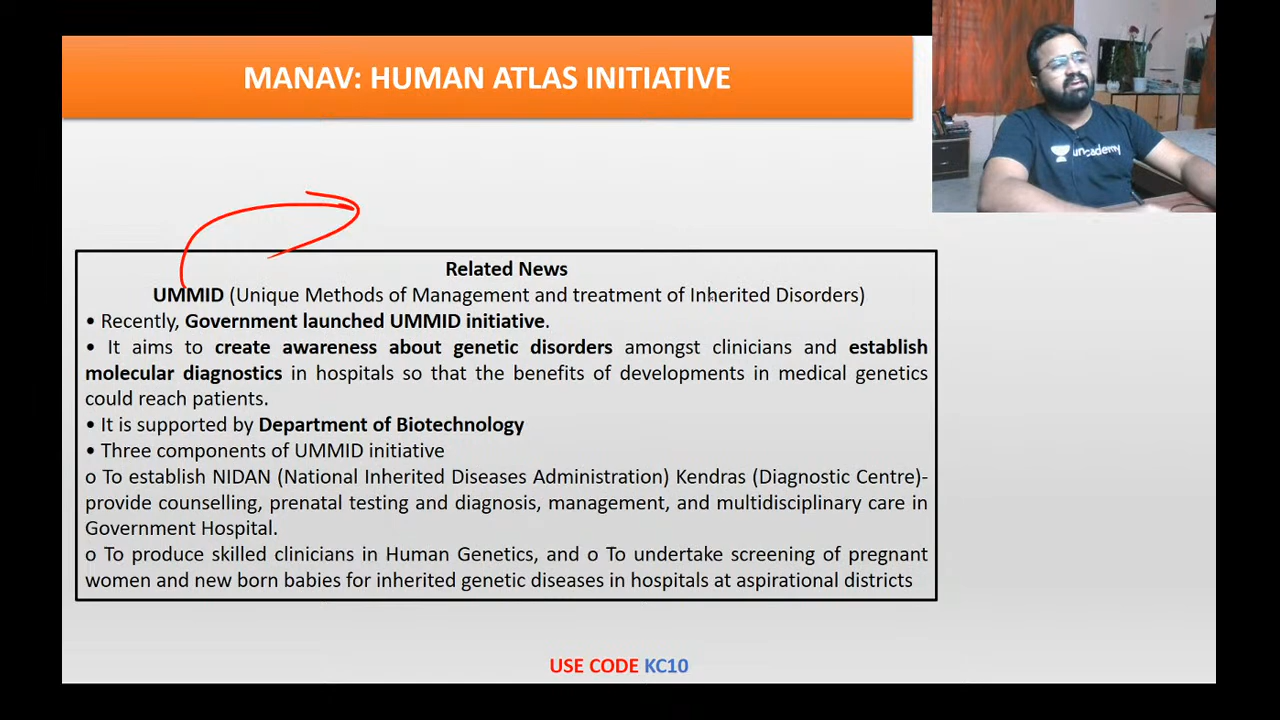 MANAV: HUMAN ATLAS INITIATIVE
unacademy
Related News
UMMID (Unique Methods of Management and treatment of Inherited Disorders)
• Recently, Government launched UMMID initiative.
• It aims to create awareness about genetic disorders amongst clinicians and establish
molecular diagnostics in hospitals so that the benefits of developments in medical genetics
could reach patients.
• It is supported by Department of Biotechnology
• Three components of UMMID initiative
o To establish NIDAN (National Inherited Diseases Administration) Kendras (Diagnostic Centre)-
provide counselling, prenatal testing and diagnosis, management, and multidisciplinary care in
Government Hospital.
o To produce skilled clinicians in Human Genetics, and o To undertake screening of pregnant
women and new born babies for inherited genetic diseases in hospitals at aspirational districts
USE CODE KC10